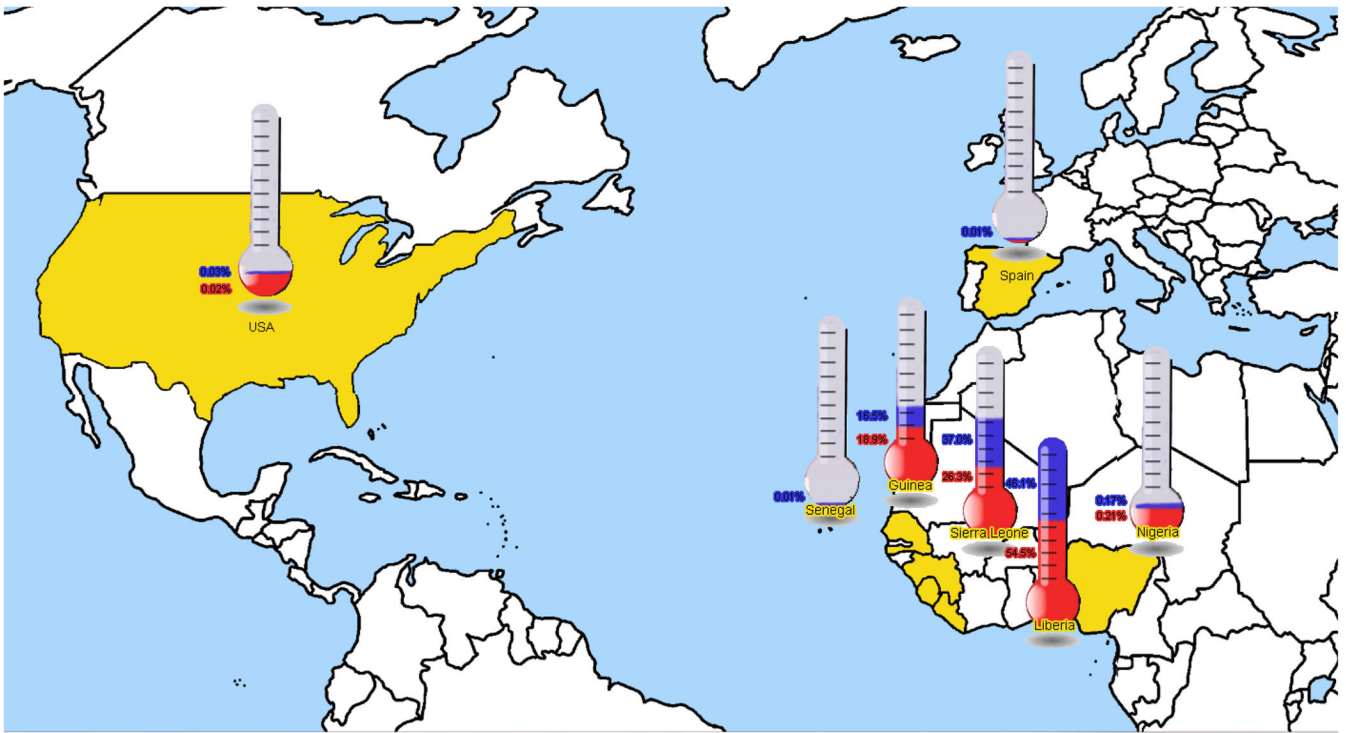 0.01%
Spain
0.03%
0.02%
USA
16.5%
18.9%
Guinea
0.01%
Senegal
37.0%
26.3%
Sierra Leone
46.1%
54.5%
Liberia
0.17%
0.21%
Nigeria